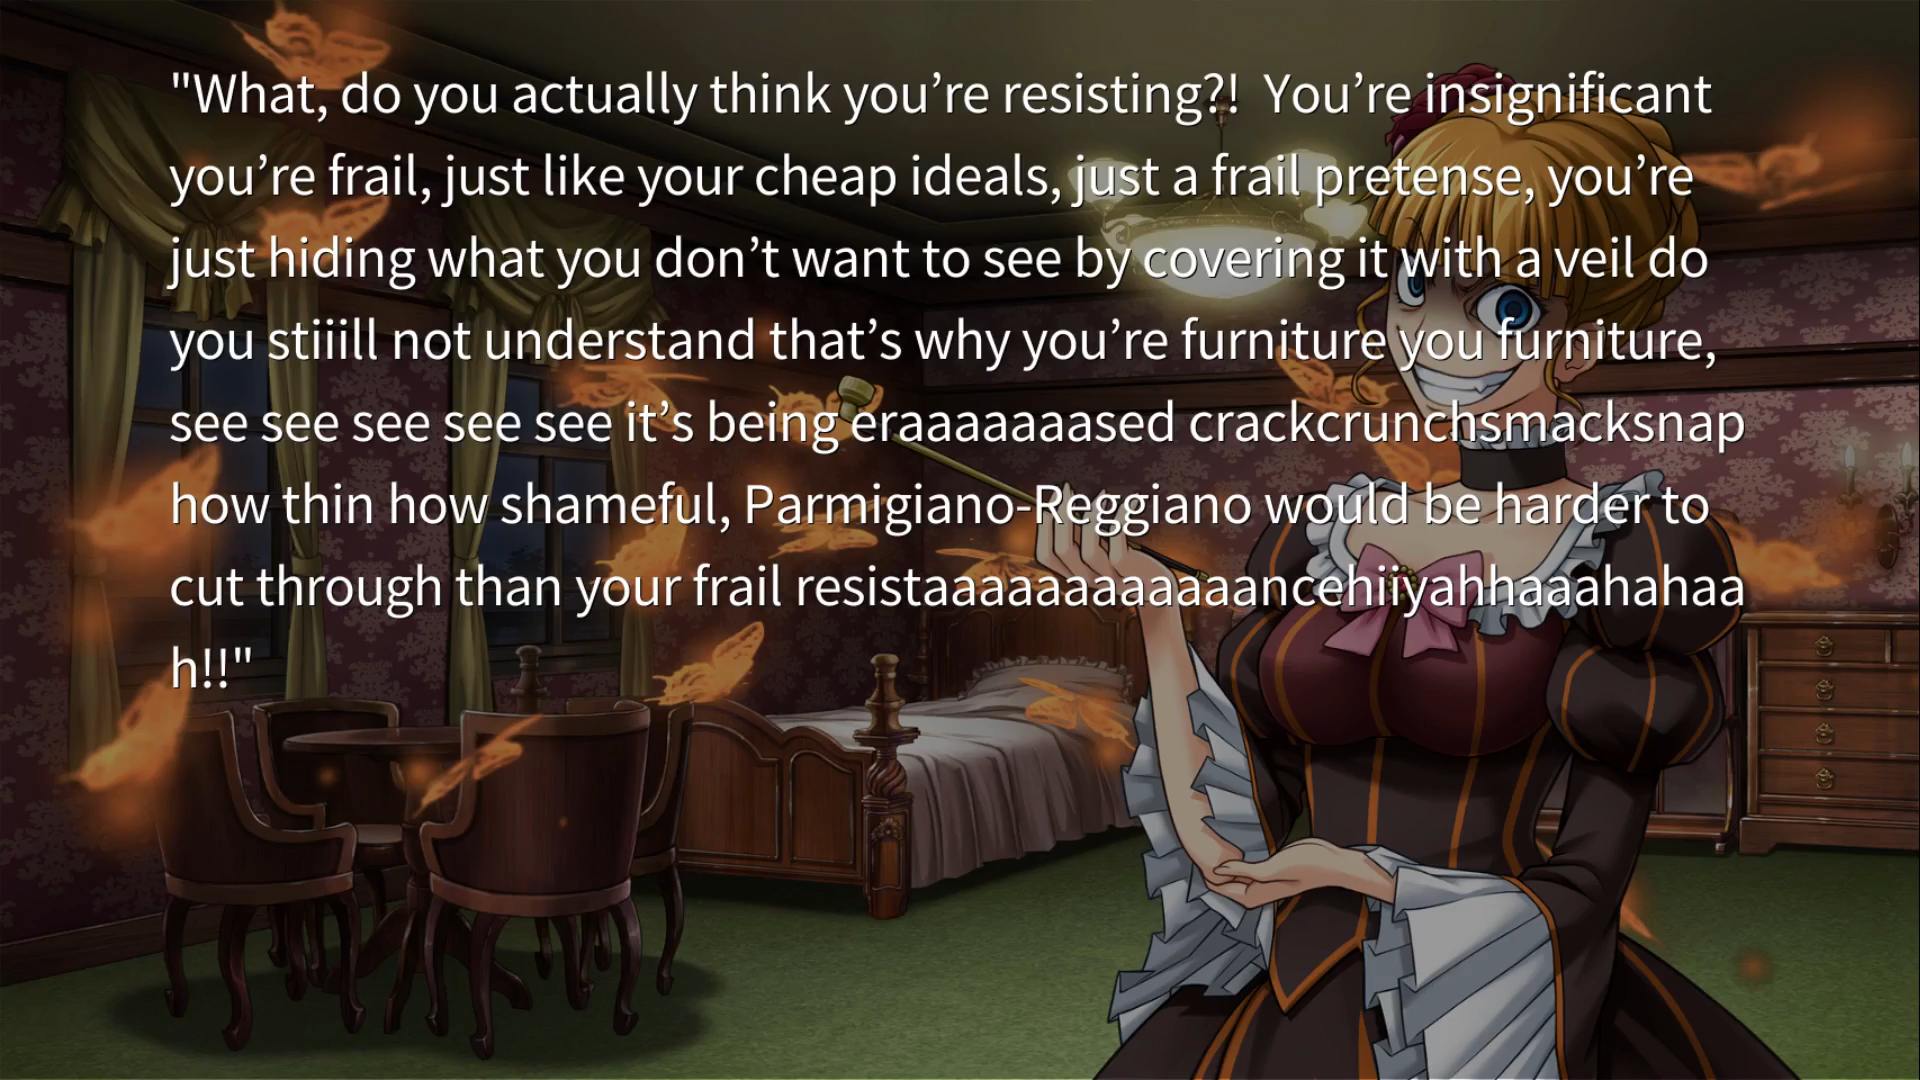 "What, do you actually think you’re resisting?!  You’re insignificant
you’re frail, just like your cheap ideals, just a frail pretense, you’re
just hiding what you don’t want to see by covering it with a veil do
you stiiill not understand that’s why you’re furniture you furniture,
see see see see see it’s being eraaaaaaased crackcrunchsmacksnap
how thin how shameful, Parmigiano-Reggiano would be harder to
cut through than your frail resistaaaaaaaaaaaancehiiyahhaaahahaa
h!!"